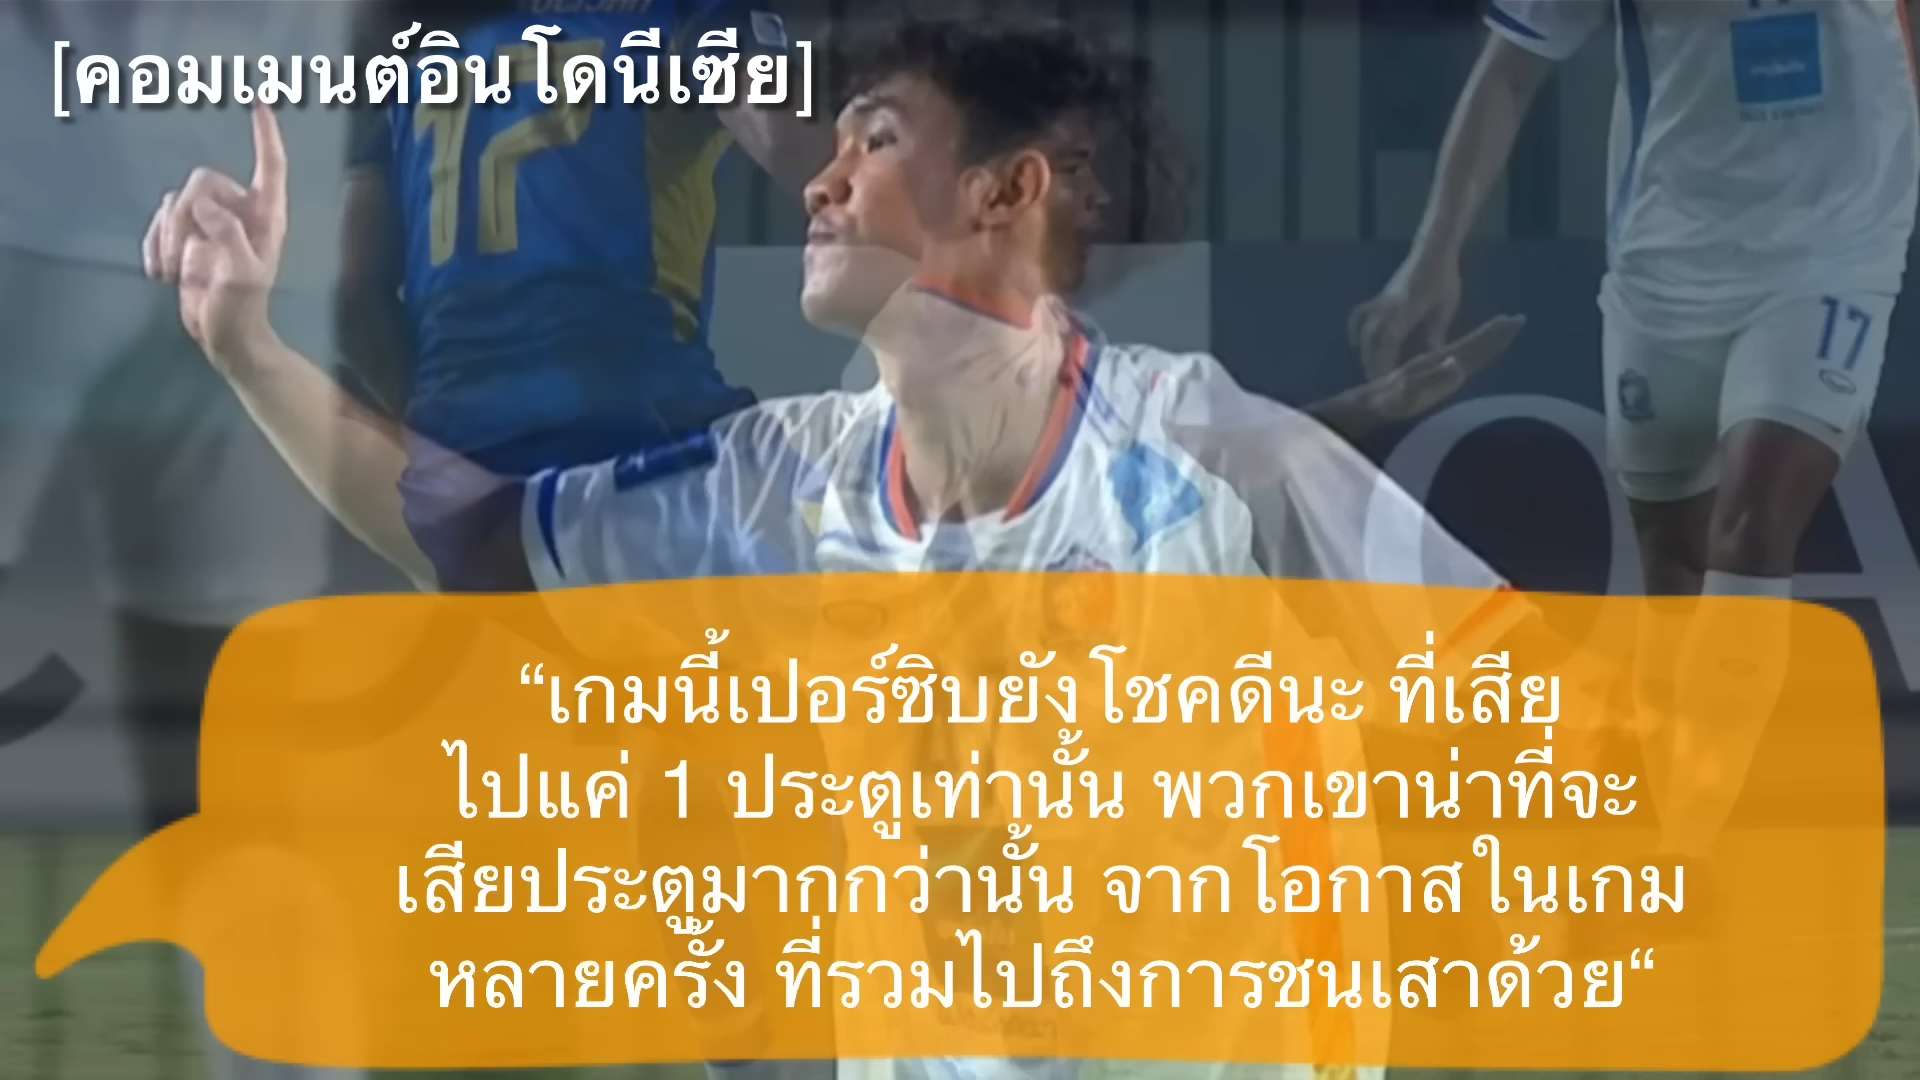 [คอมเมนต์อินโดนีเซีย]
17
17
“เกมนี้เปอร์ซิบยังโชคดีนะ ที่เสีย
ไปแค่ 1 ประตูเท่านั้น พวกเขาน่าที่จะ
เสียประตูมากกว่านั้น จากโอกาสในเกม
หลายครั้ง ที่รวมไปถึงการชนเสาด้วย“